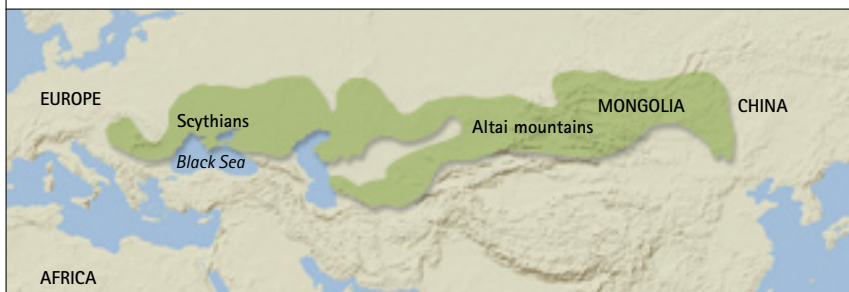 EUROPE
Scythians
Black Sea
Altai mountains
MONGOLIA
CHINA
AFRICA